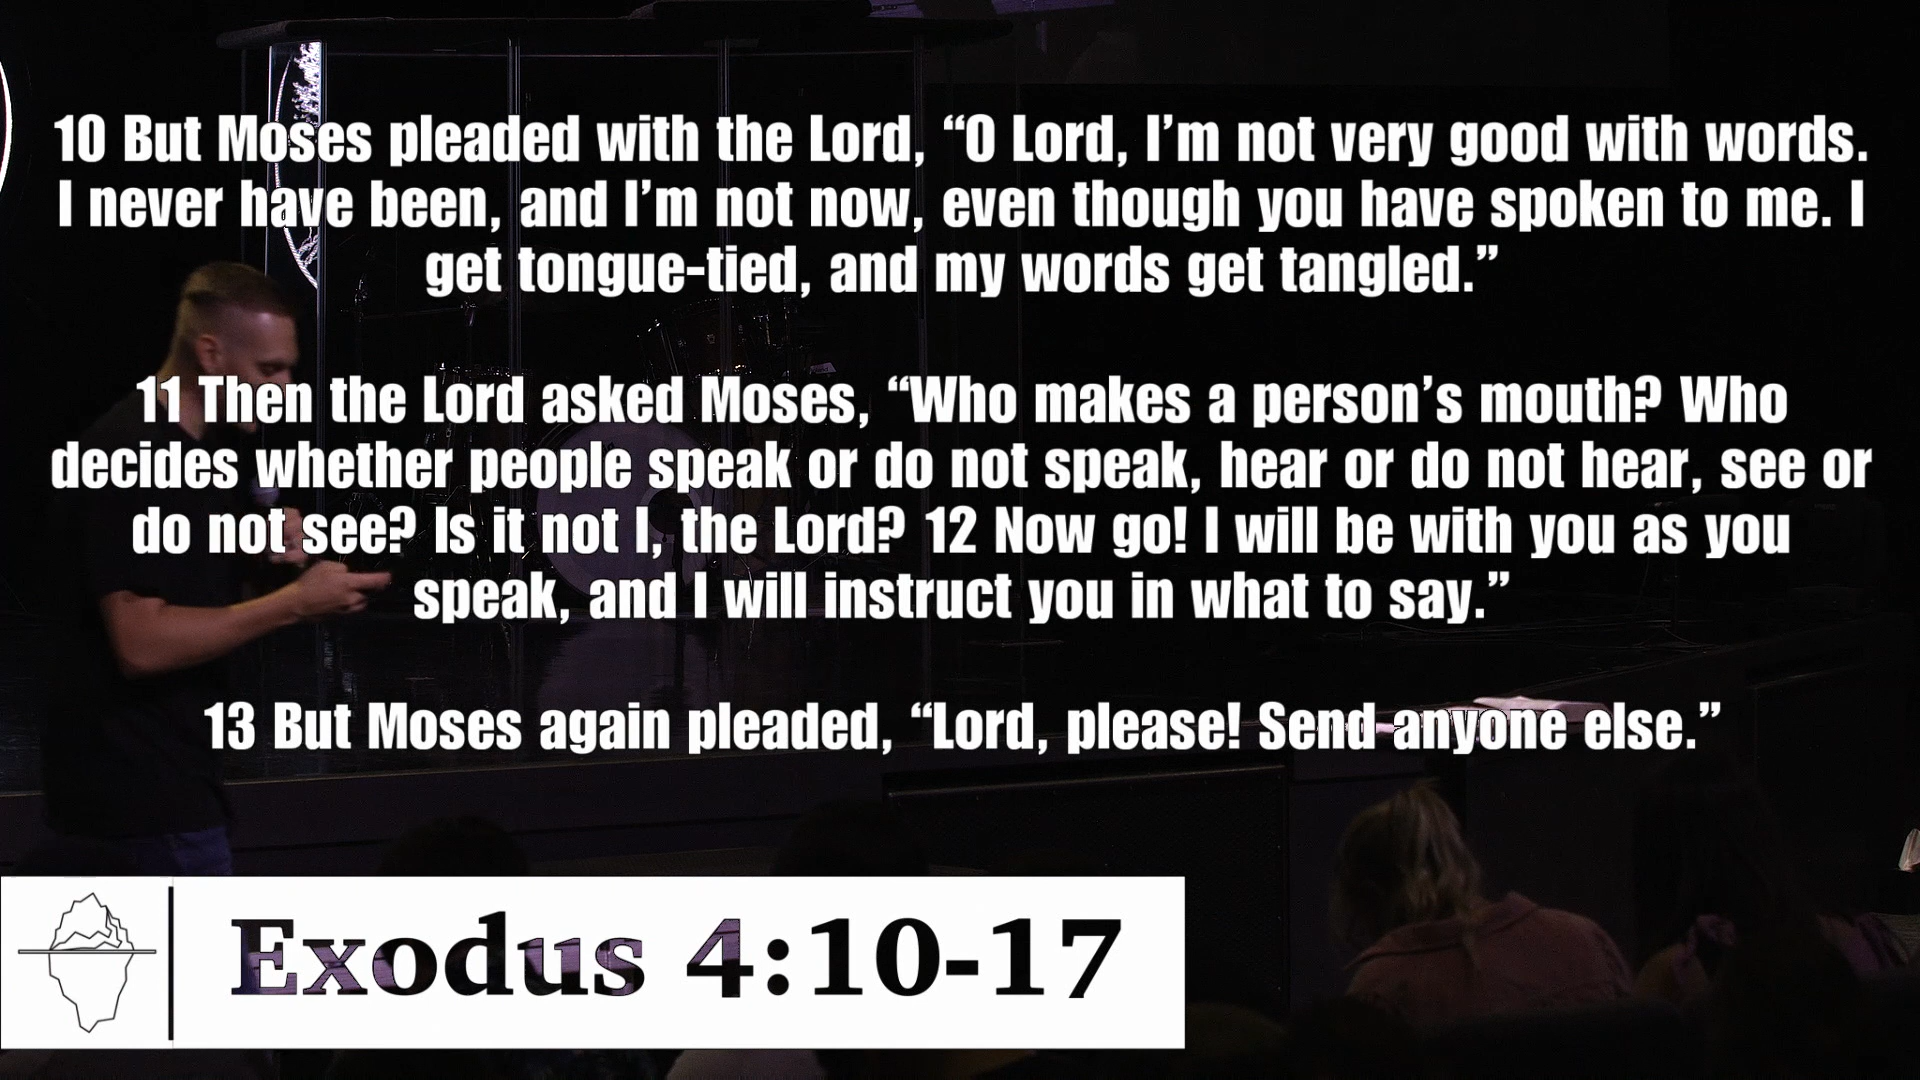 10 But Moses pleaded with the Lord, “O Lord, I’m not very good with words.
I never have been, and I’m not now, even though you have spoken to me. I
get tongue-tied, and my words get tangled.”
11 Then the Lord asked Moses, “Who makes a person’s mouth? Who
decides whether people speak or do not speak, hear or do not hear, see or
do not see? Is it not I, the Lord? 12 Now go! I will be with you as you
speak, and I will instruct you in what to say.”
13 But Moses again pleaded, “Lord, please! Send anyone else.”
Exodus 4:10-17